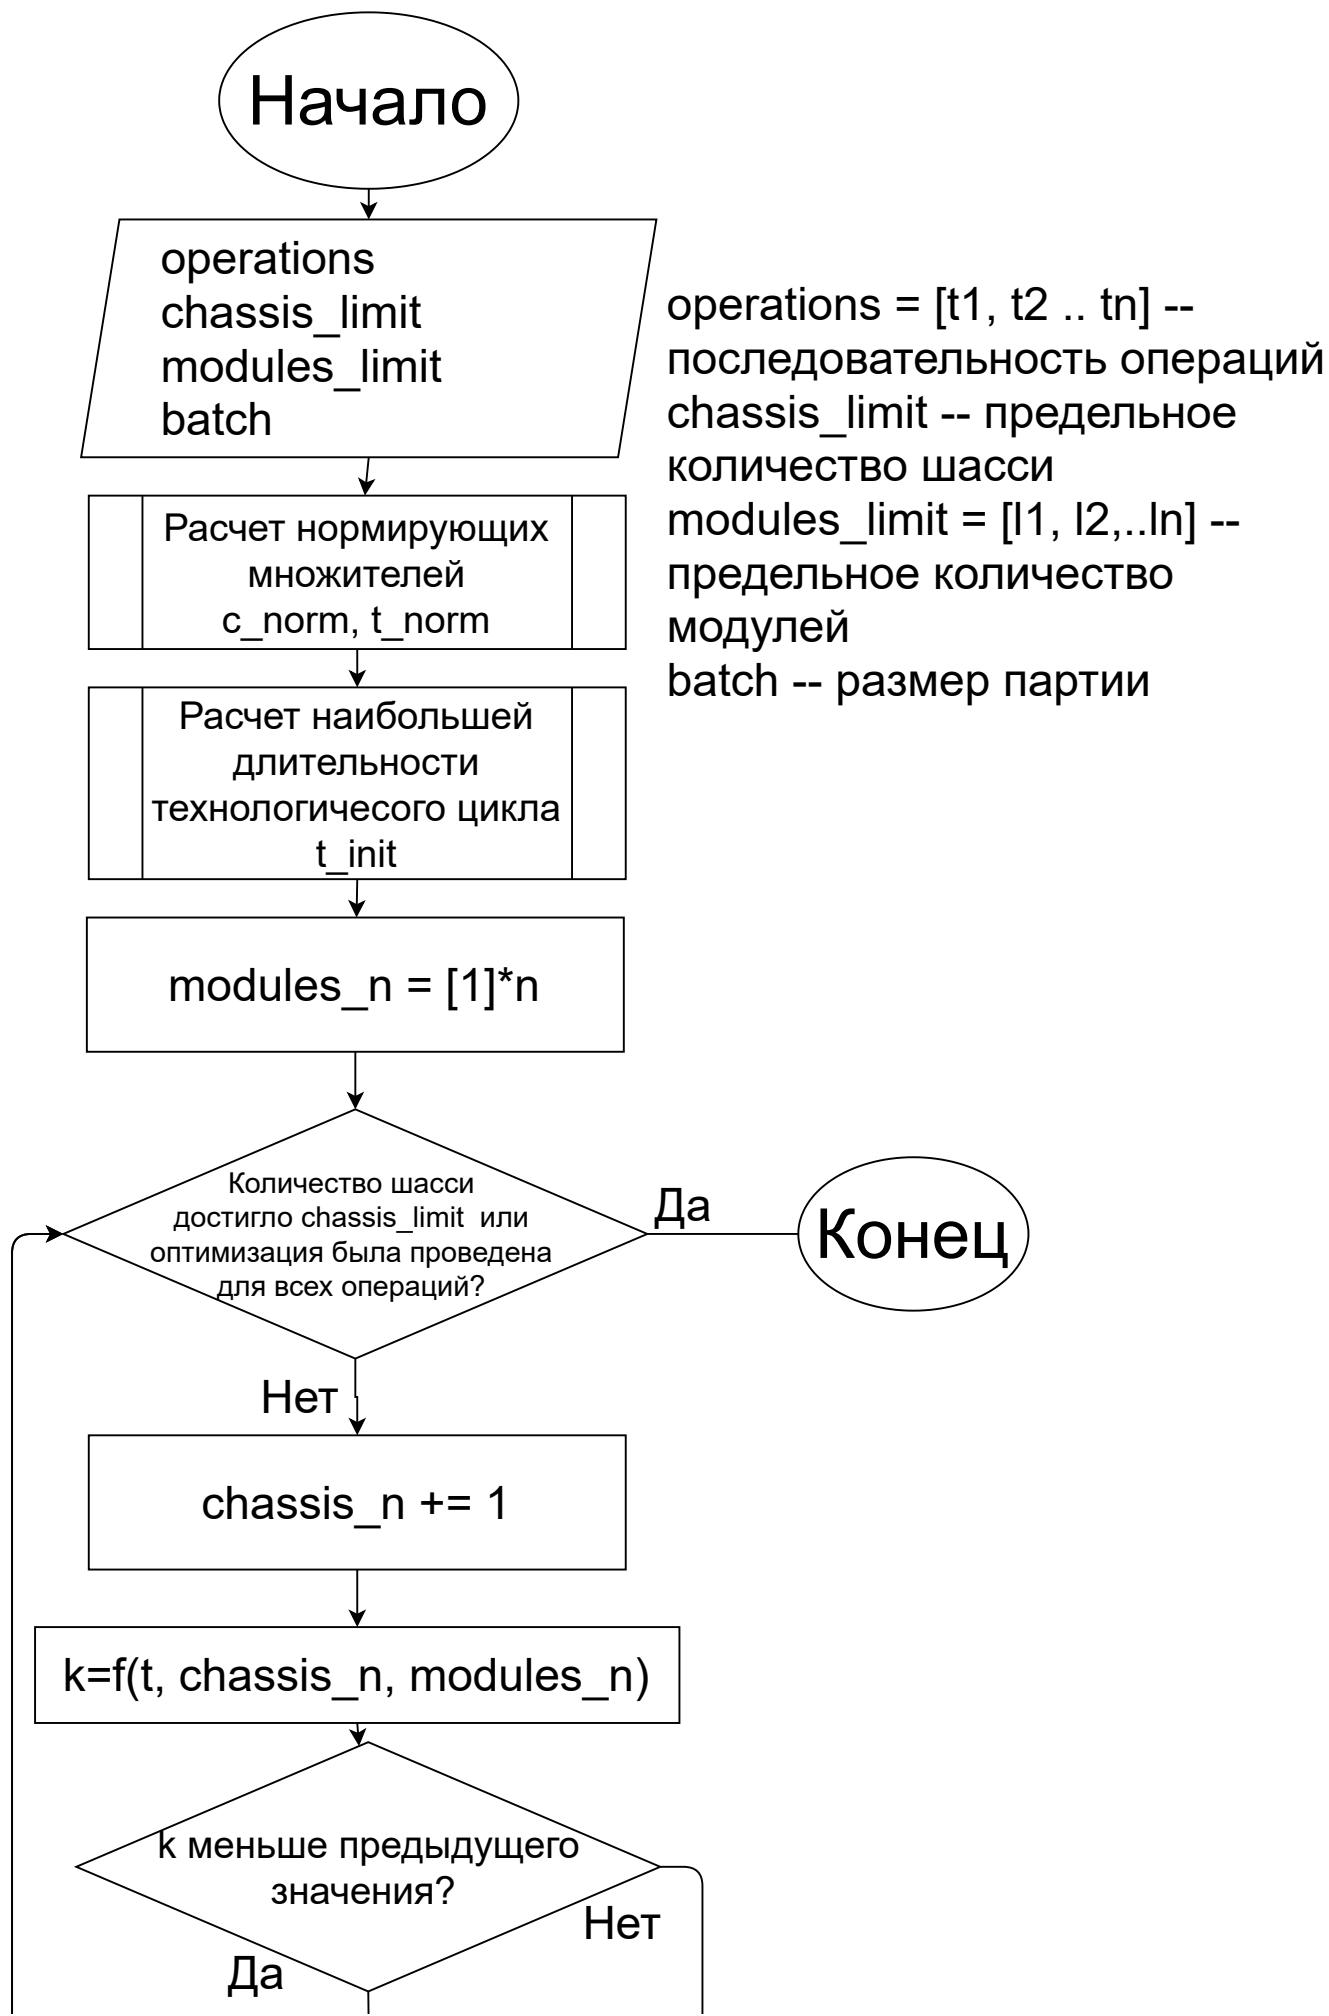 Начало
operations
chassis_limit
modules_limit
batch
operations = [t1, t2 .. tn] --
последовательность операций
chassis_limit -- предельное
количество шасси
modules_limit = [l1, l2,..ln] --
предельное количество
модулей
batch -- размер партии
Расчет нормирующих
множителей
c_norm, t_norm
Расчет наибольшей
длительности
технологичесого цикла
t_init
modules_n = [1]*n
Количество шасси
достигло chassis_limit или
оптимизация была проведена
для всех операций?
Да
Конец
Нет
chassis_n += 1
k=f(t, chassis_n, modules_n)
k меньше предыдущего
значения?
Нет
Да